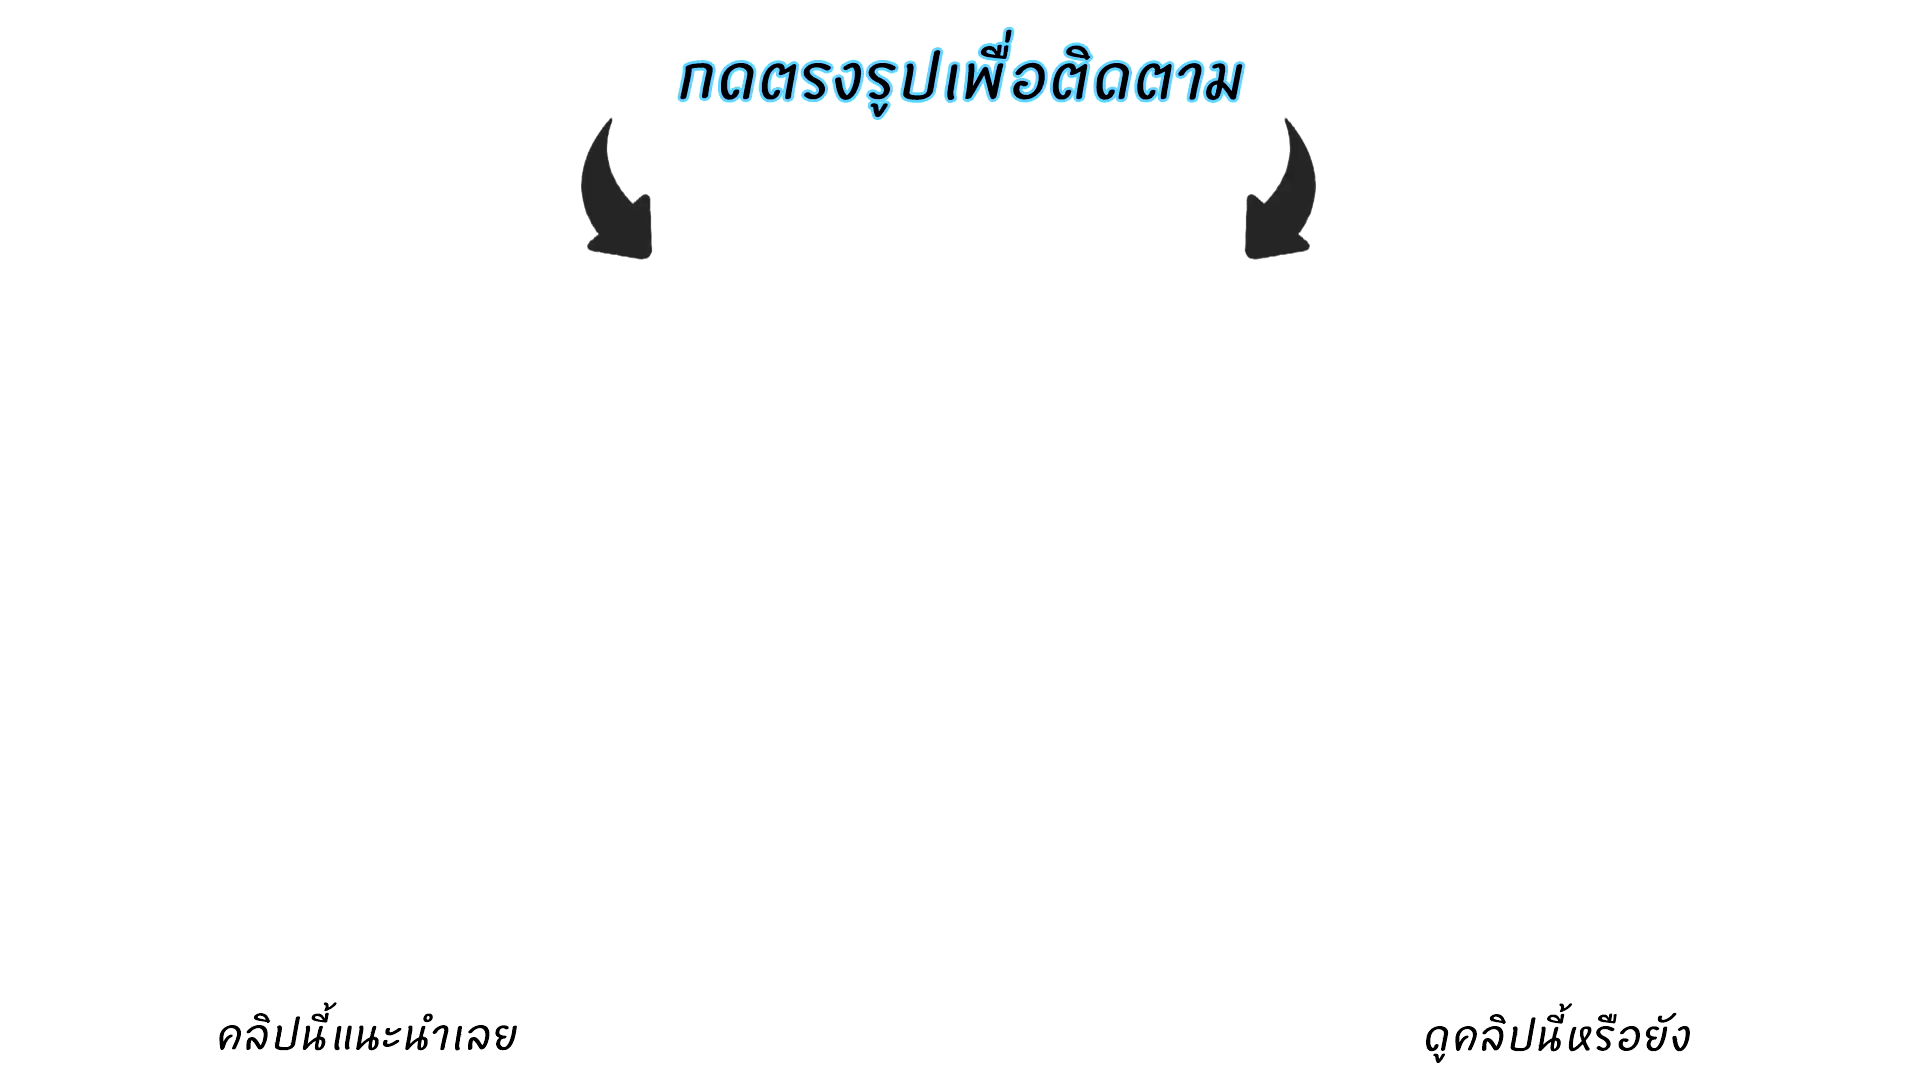 กดตรงรูปเพื่อติดตาม
คลิปนี้แนะนำเลย
ดูคลิปนี้หรือยัง